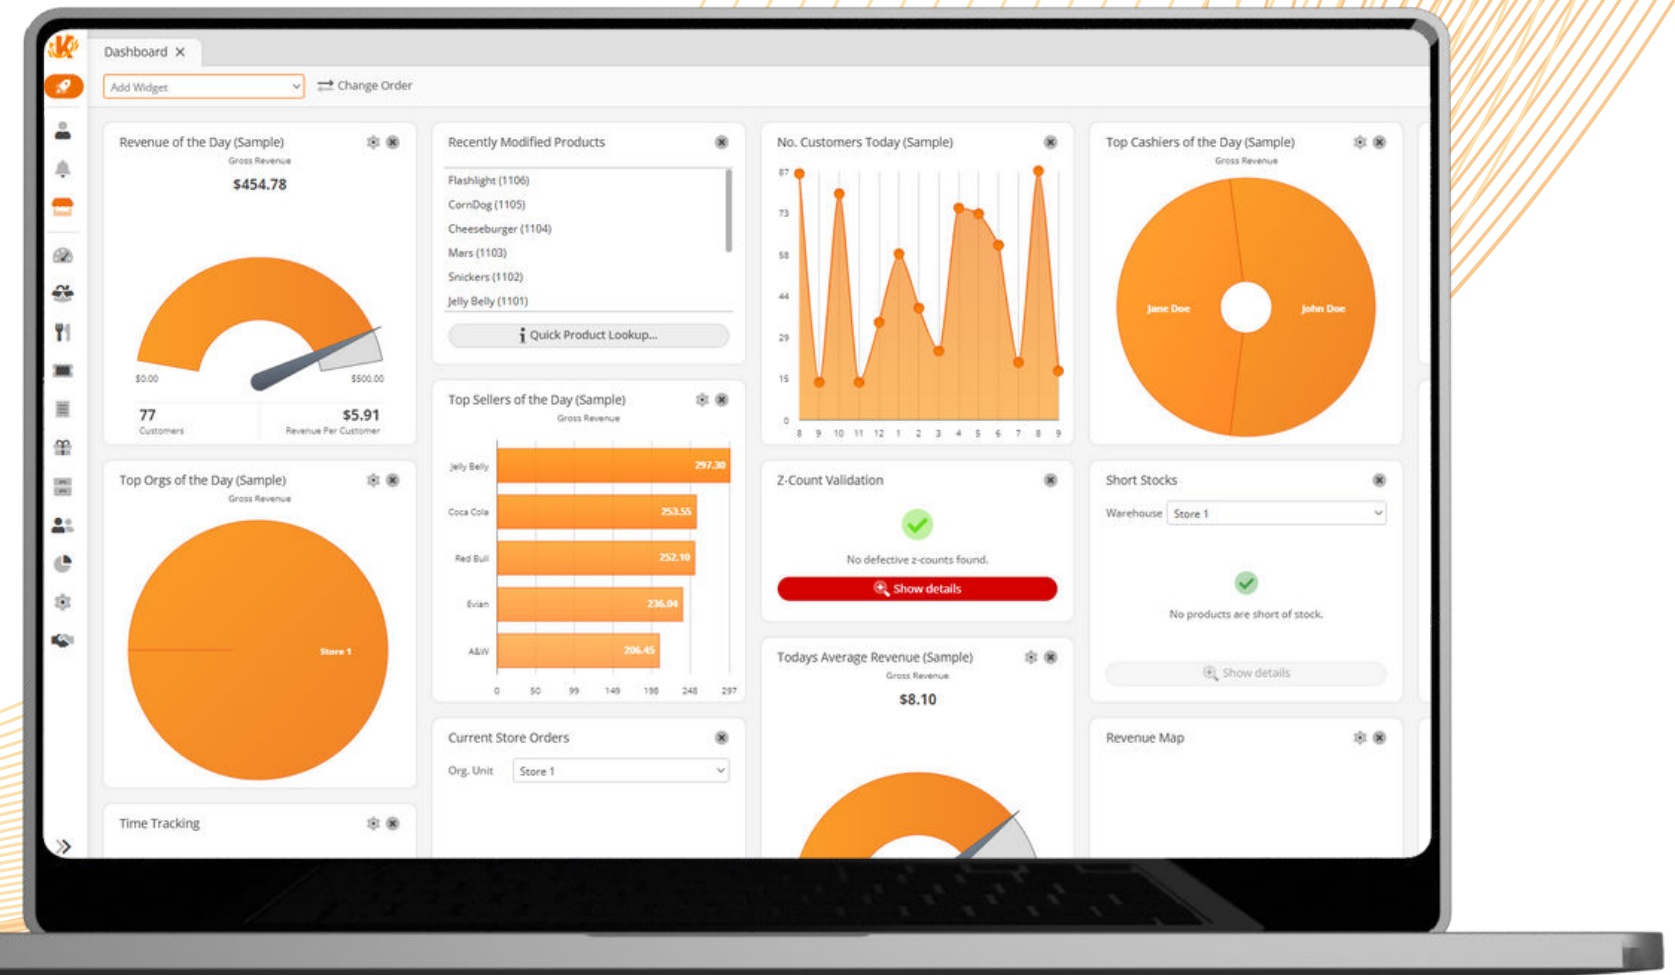 K
Dashboard ✕
Add Widget
Change Order
Revenue of the Day (Sample)
Gross Revenue
$454.78
$0.00
$500.00
77
Customers
$5.91
Revenue Per Customer
Top Orgs of the Day (Sample)
Gross Revenue
Store 1
Time Tracking
Recently Modified Products
Flashlight (1106)
CornDog (1105)
Cheeseburger (1104)
Mars (1103)
Snickers (1102)
Jelly Belly (1101)
Quick Product Lookup...
Top Sellers of the Day (Sample)
Gross Revenue
Jelly Belly 297.30
Coca Cola 253.55
Red Bull 252.10
Evian 236.04
A&W 206.45
0 50 99 149 198 248 297
Current Store Orders
Org. Unit Store 1
No. Customers Today (Sample)
87
73
58
44
29
15
0
8 9 10 11 12 1 2 3 4 5 6 7 8 9
Z-Count Validation
No defective z-counts found.
Show details
Todays Average Revenue (Sample)
Gross Revenue
$8.10
Top Cashiers of the Day (Sample)
Gross Revenue
Jane Doe
John Doe
Short Stocks
Warehouse Store 1
No products are short of stock.
Show details
Revenue Map